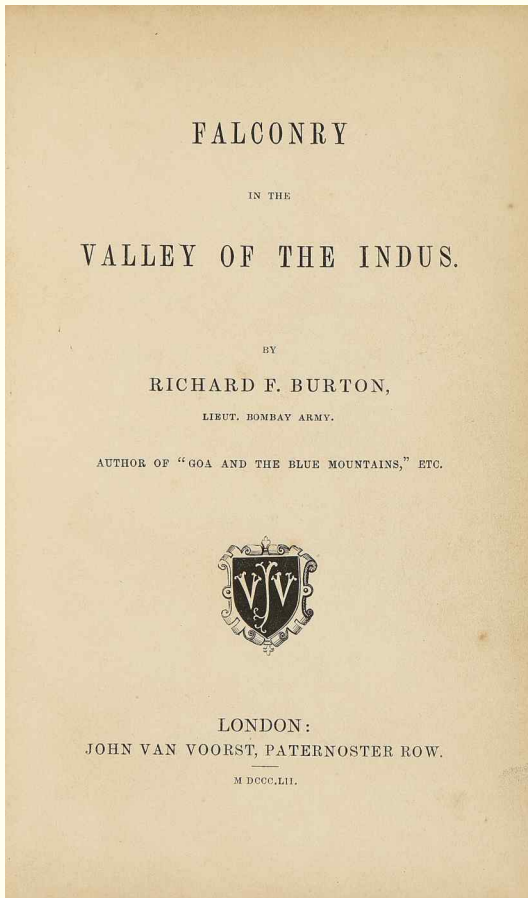 FALCONRY
IN THE
VALLEY OF THE INDUS.
BY
RICHARD F. BURTON,
LIEUT. BOMBAY ARMY.
AUTHOR OF "GOA AND THE BLUE MOUNTAINS," ETC.
VJV
LONDON:
JOHN VAN VOORST, PATERNOSTER ROW.
M DCCC.LII.